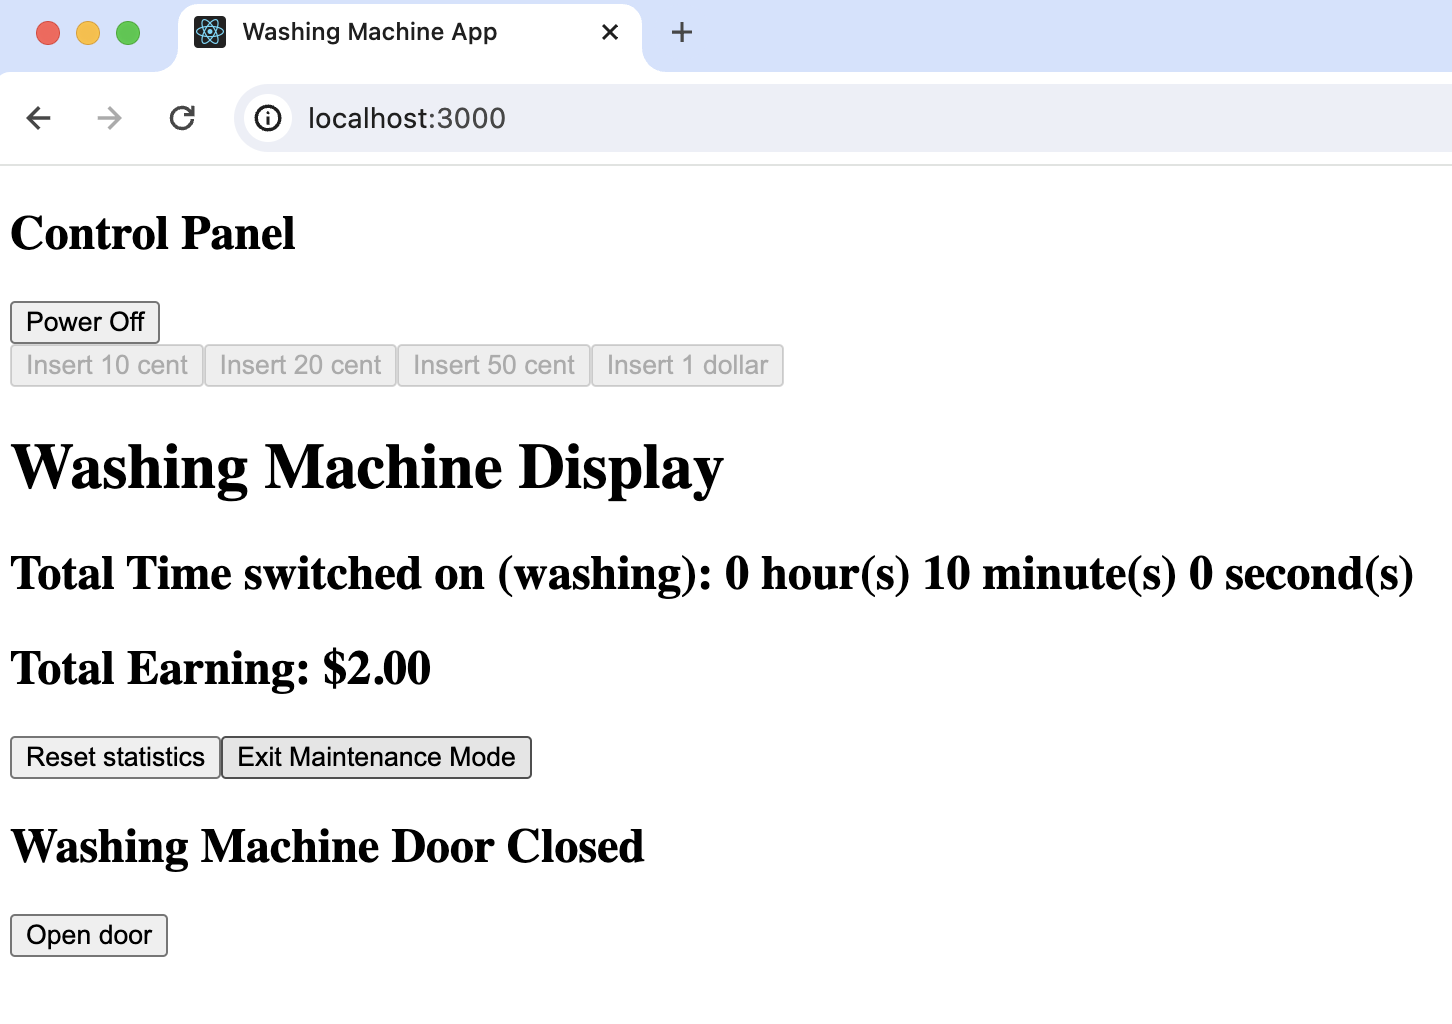 Washing Machine App
localhost:3000
Control Panel
Power Off
Insert 10 cent Insert 20 cent Insert 50 cent Insert 1 dollar
Washing Machine Display
Total Time switched on (washing): 0 hour(s) 10 minute(s) 0 second(s)
Total Earning: $2.00
Reset statistics Exit Maintenance Mode
Washing Machine Door Closed
Open door